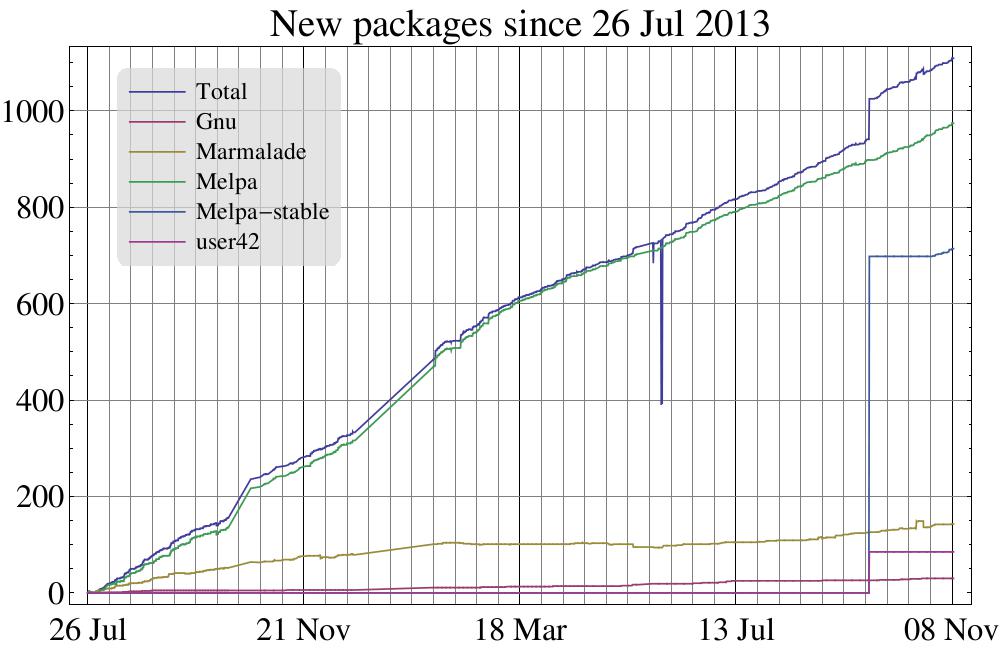 New packages since 26 Jul 2013
Total
Gnu
Marmalade
Melpa
Melpa-stable
user42
1000
800
600
400
200
0
26 Jul 21 Nov 18 Mar 13 Jul 08 Nov